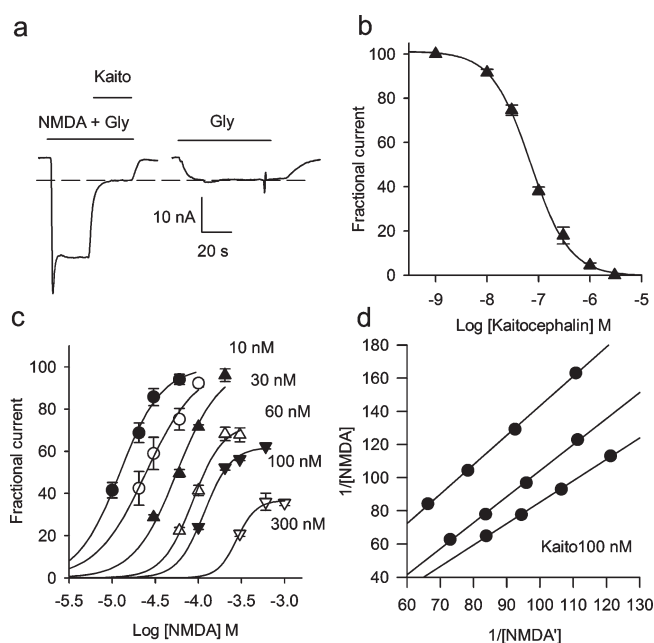 a
Kaito
NMDA + Gly
Gly
10 nA
20 s
b
Fractional current
100
80
60
40
20
0
-9 -8 -7 -6 -5
Log [Kaitocephalin] M
c
Fractional current
100
80
60
40
20
0
10 nM
30 nM
60 nM
100 nM
300 nM
-5.5 -5.0 -4.5 -4.0 -3.5 -3.0
Log [NMDA] M
d
1/[NMDA]
180
160
140
120
100
80
60
40
Kaito100 nM
60 70 80 90 100 110 120 130
1/[NMDA']